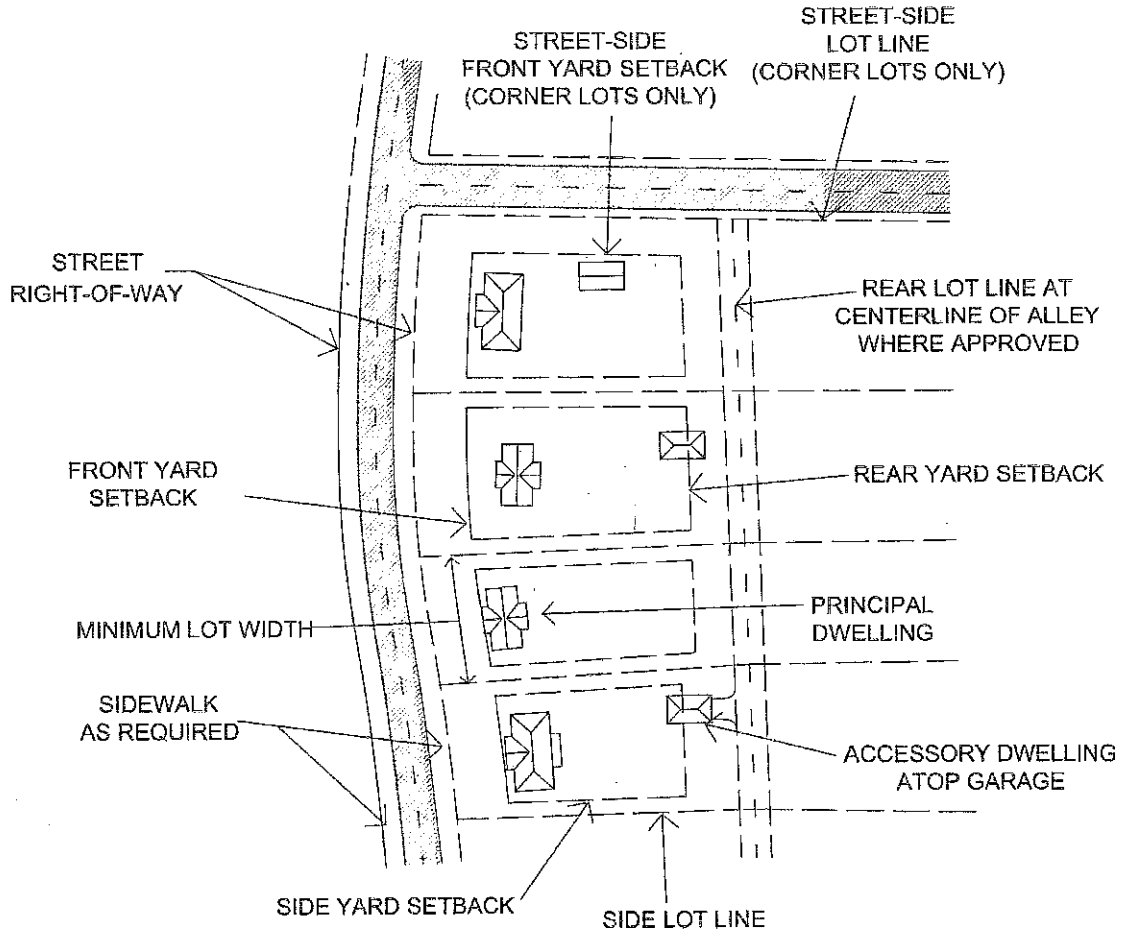 STREET-SIDE
FRONT YARD SETBACK
(CORNER LOTS ONLY)
STREET-SIDE
LOT LINE
(CORNER LOTS ONLY)
STREET
RIGHT-OF-WAY
REAR LOT LINE AT
CENTERLINE OF ALLEY
WHERE APPROVED
FRONT YARD
SETBACK
REAR YARD SETBACK
MINIMUM LOT WIDTH
PRINCIPAL
DWELLING
SIDEWALK
AS REQUIRED
ACCESSORY DWELLING
ATOP GARAGE
SIDE YARD SETBACK
SIDE LOT LINE